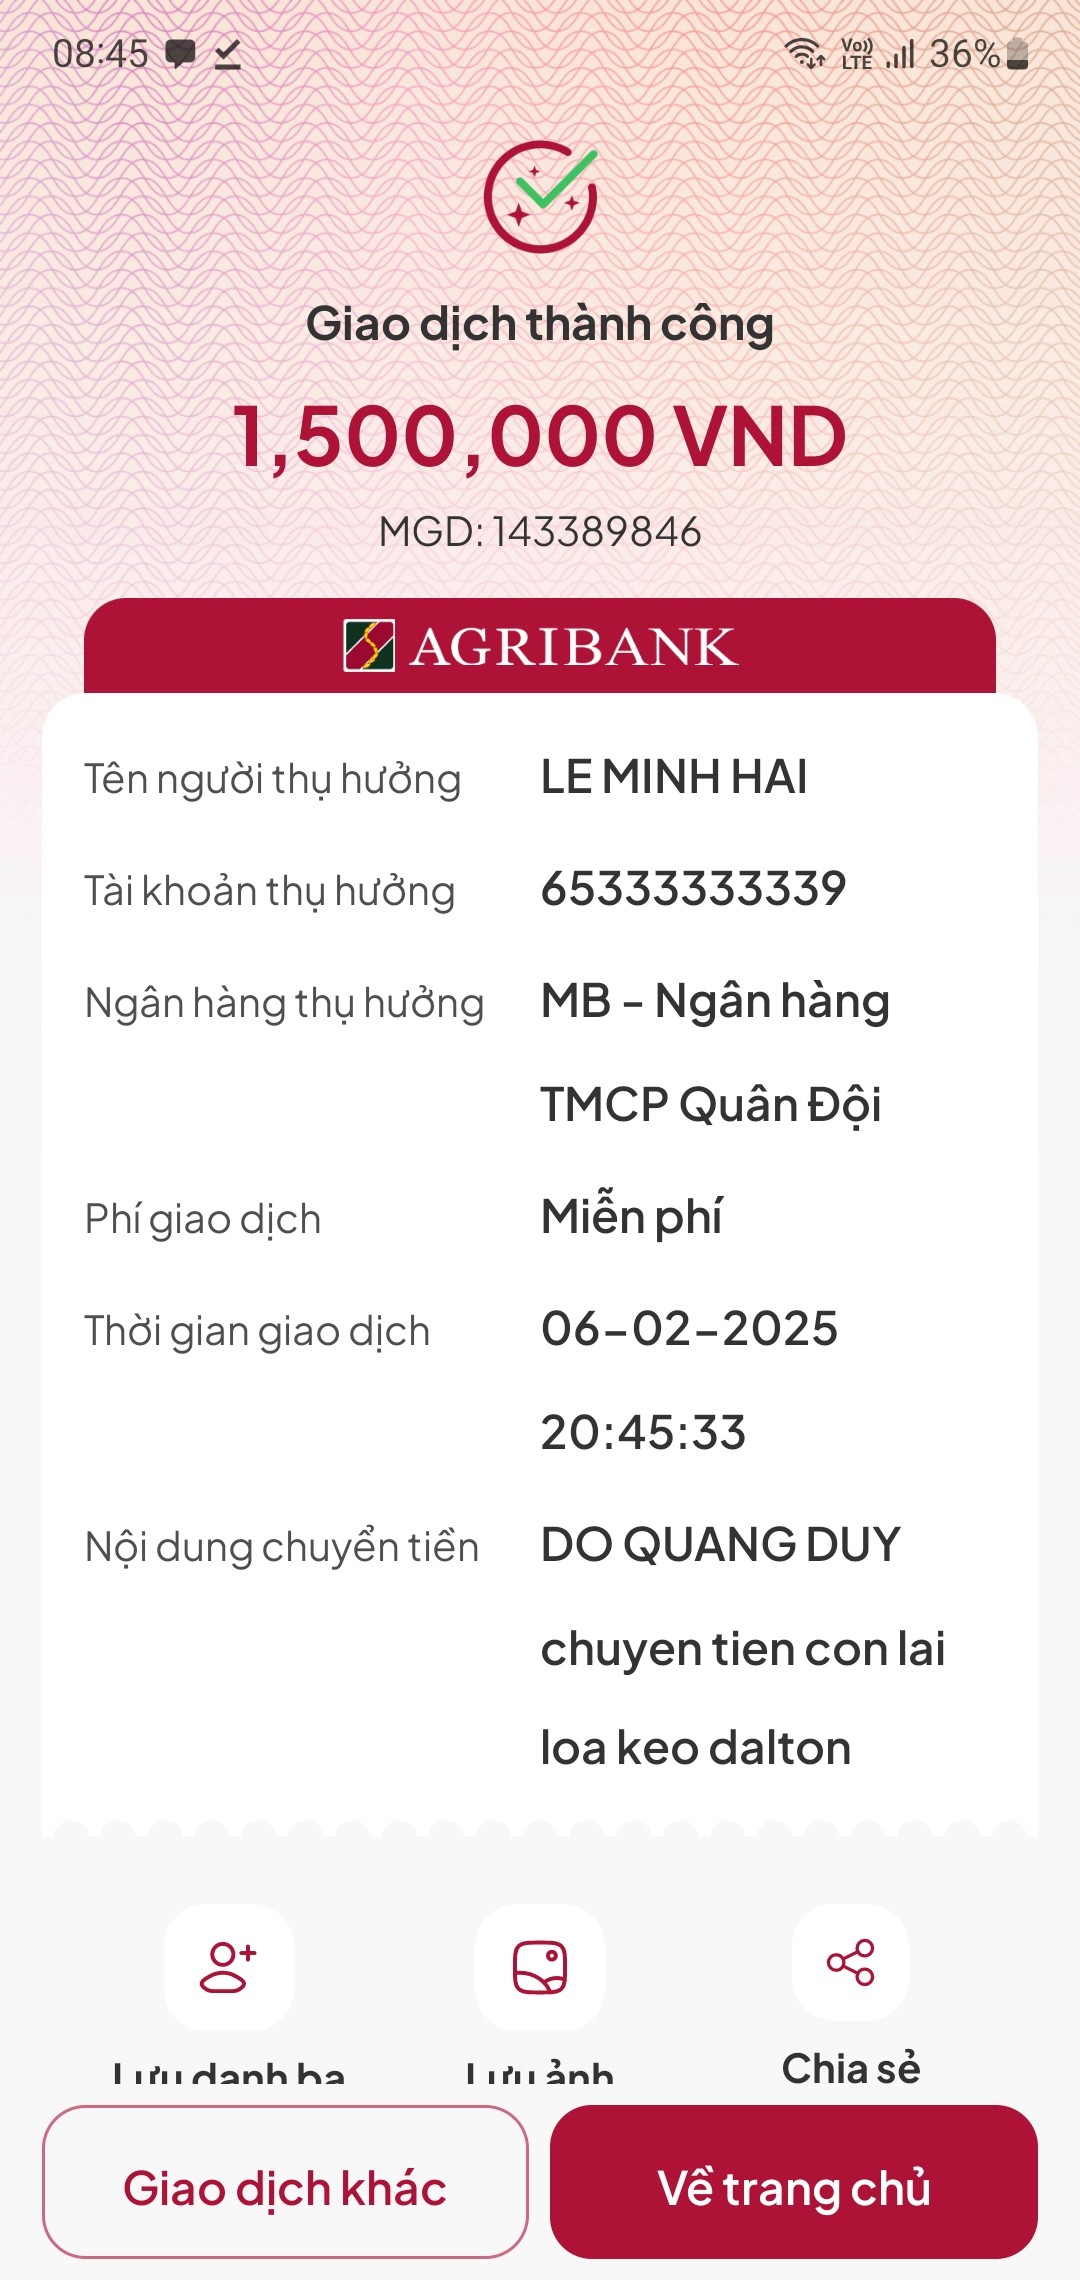 08:45
Vo)) LTE 36%
Giao dịch thành công
1,500,000 VND
MGD: 143389846
AGRIBANK
Tên người thụ hưởng LE MINH HAI
Tài khoản thụ hưởng 65333333339
Ngân hàng thụ hưởng MB - Ngân hàng
TMCP Quân Đội
Phí giao dịch Miễn phí
Thời gian giao dịch 06-02-2025
20:45:33
Nội dung chuyển tiền DO QUANG DUY
chuyen tien con lai
loa keo dalton
Lưu danh bạ Lưu ảnh Chia sẻ
Giao dịch khác Về trang chủ